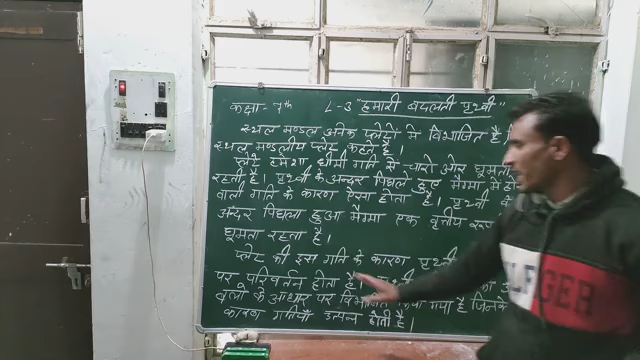 कक्षा - 7th L-3 "हमारी बदलती पृथ्वी"
स्थल मण्डल अनेक प्लेटों में विभाजित है
स्थल मण्डलीय प्लेट कहते है।
प्लेट हमेशा धीमी गति से चारो ओर घूमती
रहती है। पृथ्वी के अन्दर पिघले हुए मैग्मा में हो
वाली गति के कारण ऐसा होता है। पृथ्वी के
अन्दर पिघला हुआ मैग्मा एक वृत्तीय रूप
घूमता रहता है।
प्लेट की इस गति के कारण पृथ्वी
पर परिवर्तन होता है।
बलो के आधार पर विभाजित किया गया है जिनके
कारण गतियाँ उत्पन होती है।
ELFGER